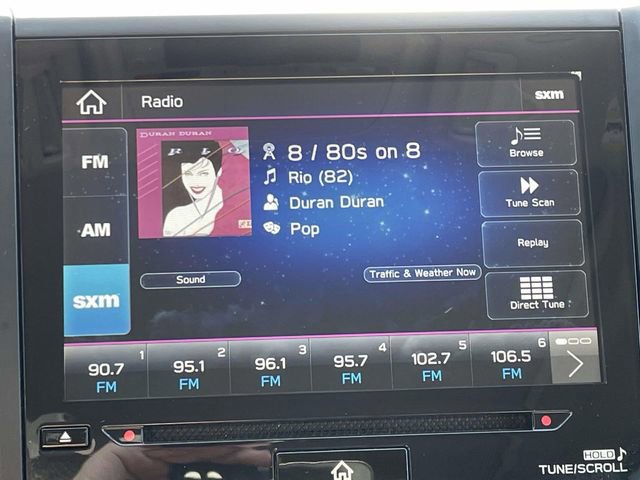 Radio
sxm
FM
AM
sxm
DURAN DURAN
RIO
8 / 80s on 8
Rio (82)
Duran Duran
Pop
Sound
Traffic & Weather Now
Browse
Tune Scan
Replay
Direct Tune
1
90.7
FM
2
95.1
FM
3
96.1
FM
4
95.7
FM
5
102.7
FM
6
106.5
FM
HOLD
TUNE/SCROLL